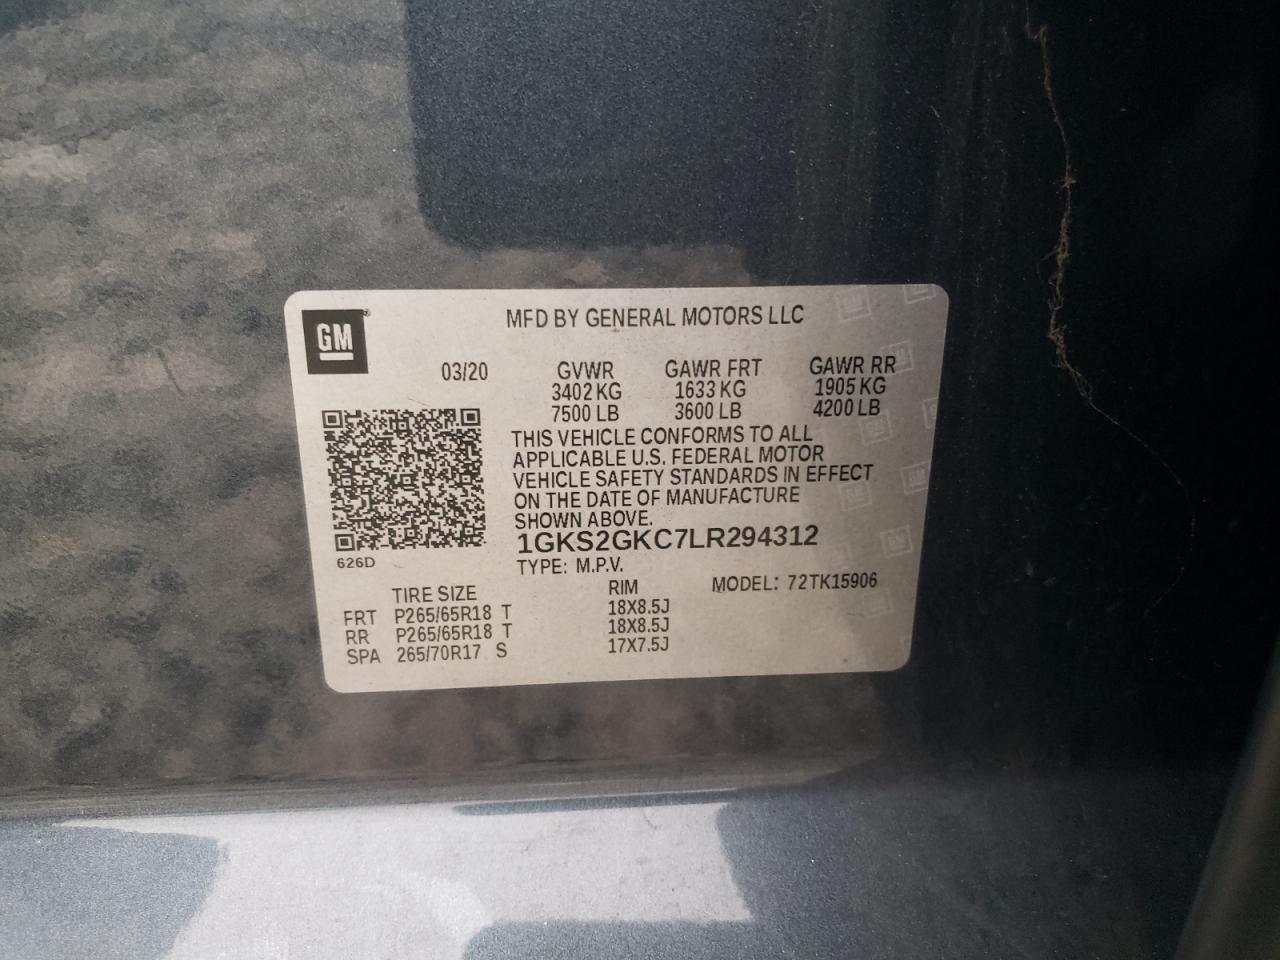 GM
MFD BY GENERAL MOTORS LLC
03/20 GVWR GAWR FRT GAWR RR
3402 KG 1633 KG 1905 KG
7500 LB 3600 LB 4200 LB
THIS VEHICLE CONFORMS TO ALL
APPLICABLE U.S. FEDERAL MOTOR
VEHICLE SAFETY STANDARDS IN EFFECT
ON THE DATE OF MANUFACTURE
SHOWN ABOVE.
1GKS2GKC7LR294312
626D
TYPE: M.P.V.
MODEL: 72TK15906
TIRE SIZE RIM
FRT P265/65R18 T 18X8.5J
RR P265/65R18 T 18X8.5J
SPA 265/70R17 S 17X7.5J